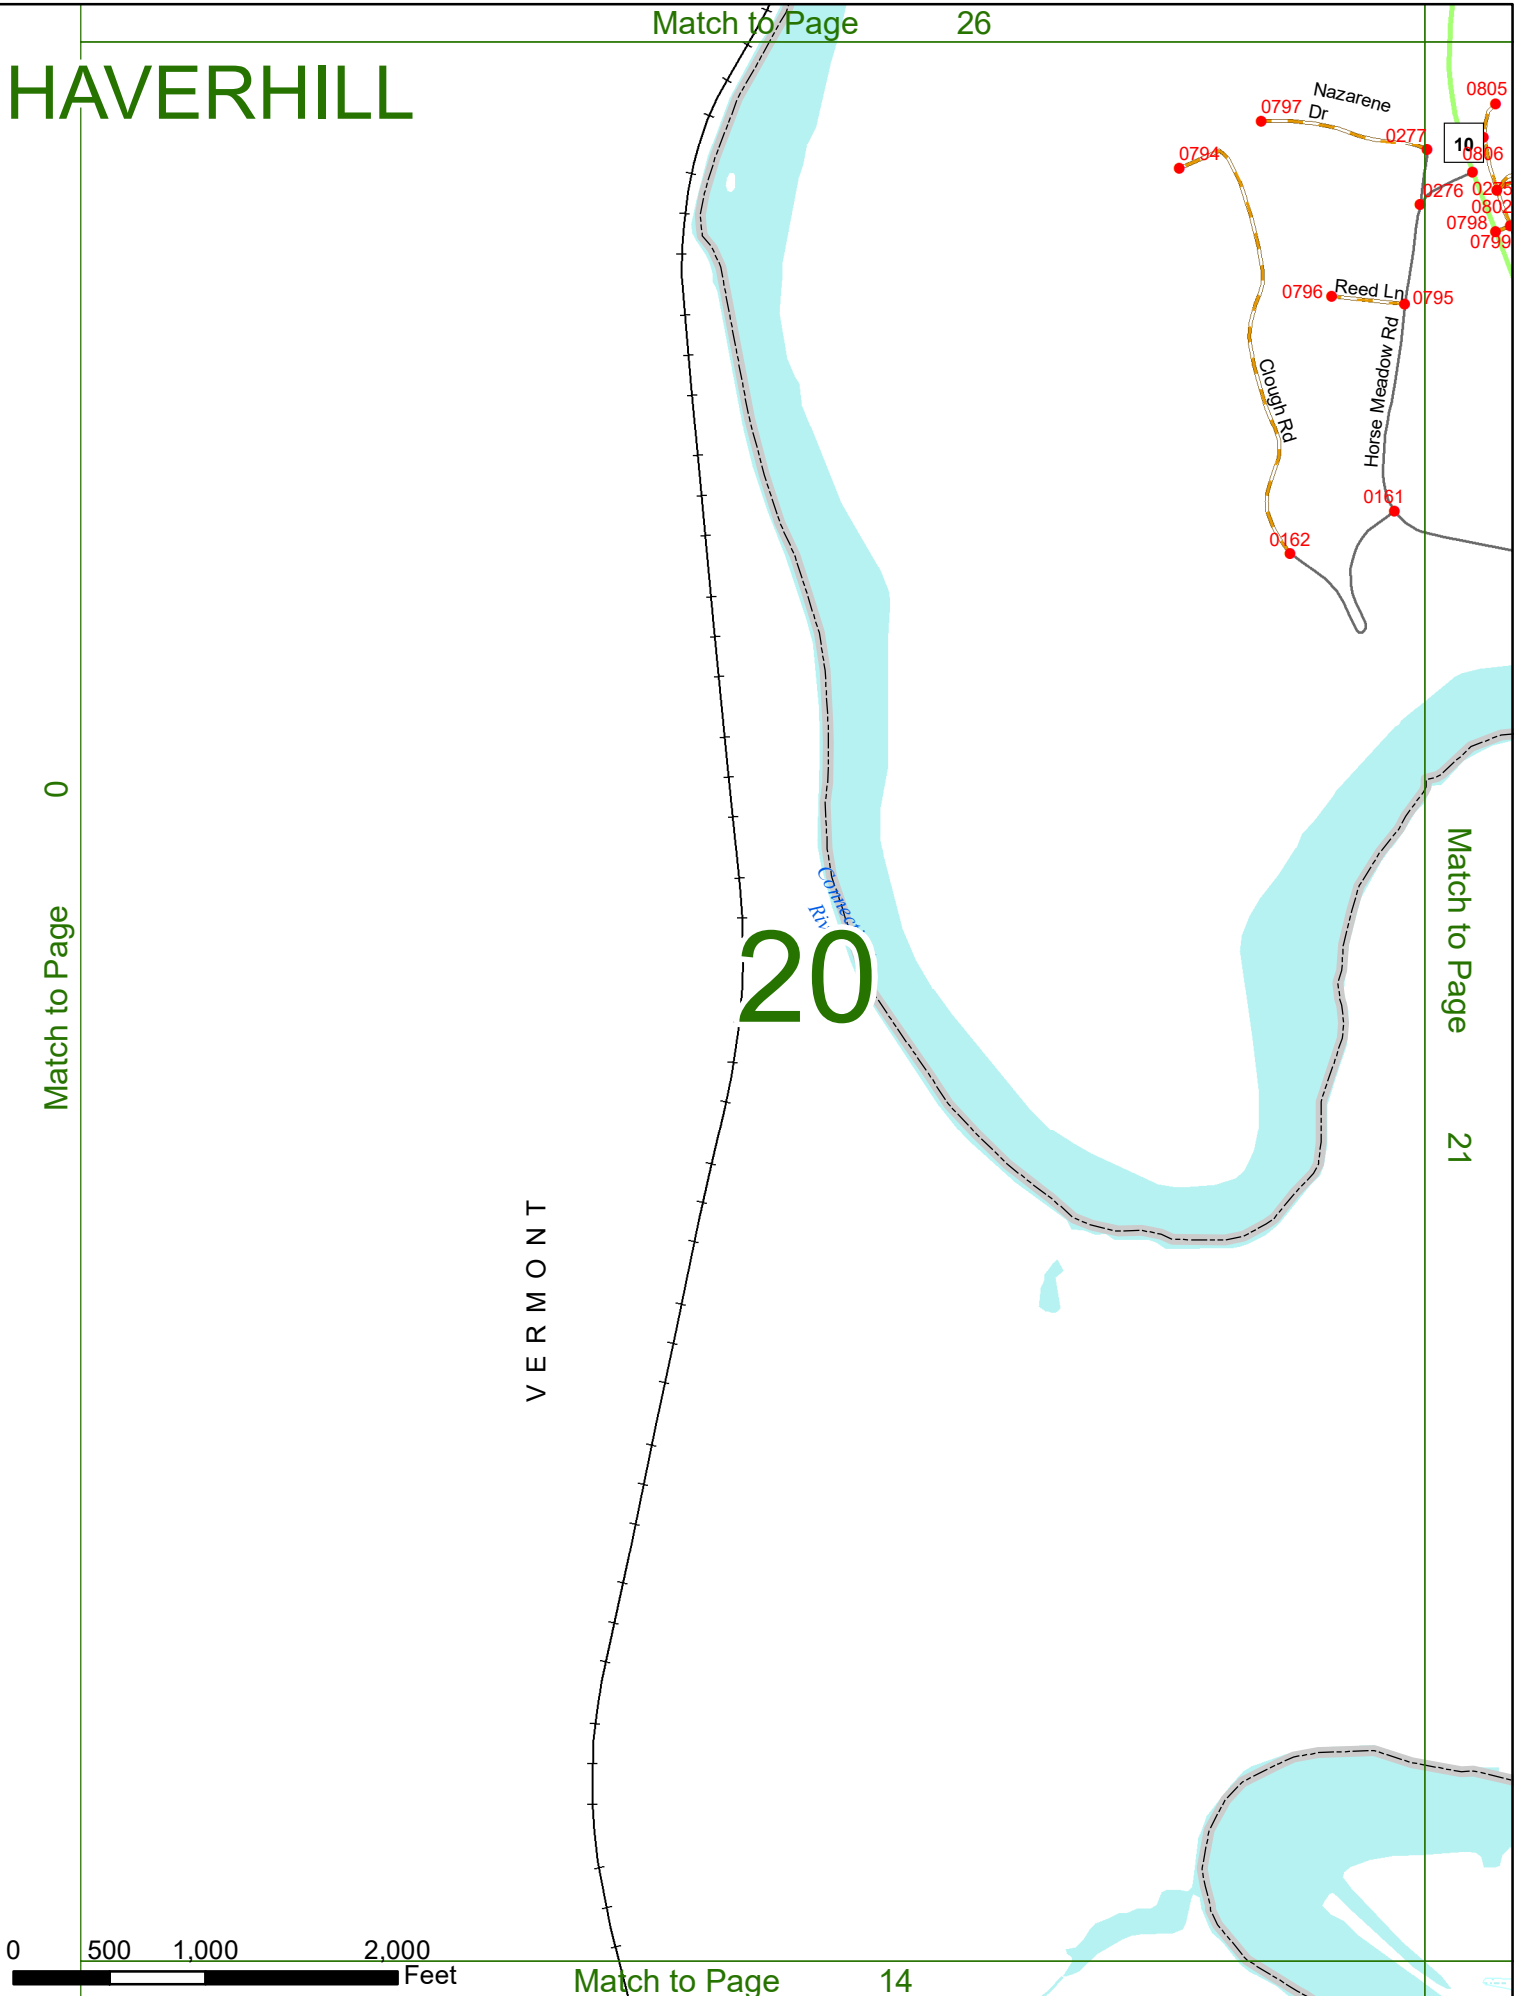 Match to Page 26
HAVERHILL
Nazarene
Dr
0805
0797
0277
10
0806
0794
0276
0275
0802
0798
0799
0796
Reed Ln
0795
Horse Meadow Rd
Clough Rd
0161
0162
Match to Page 0
Match to Page 21
20
VERMONT
0 500 1,000 2,000
Feet
Match to Page 14